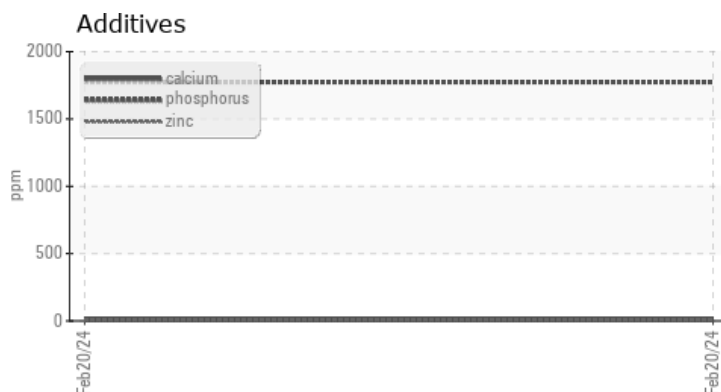 Additives
2000
1500
1000
500
0
ppm
calcium
phosphorus
zinc
Feb20/24
Feb20/24